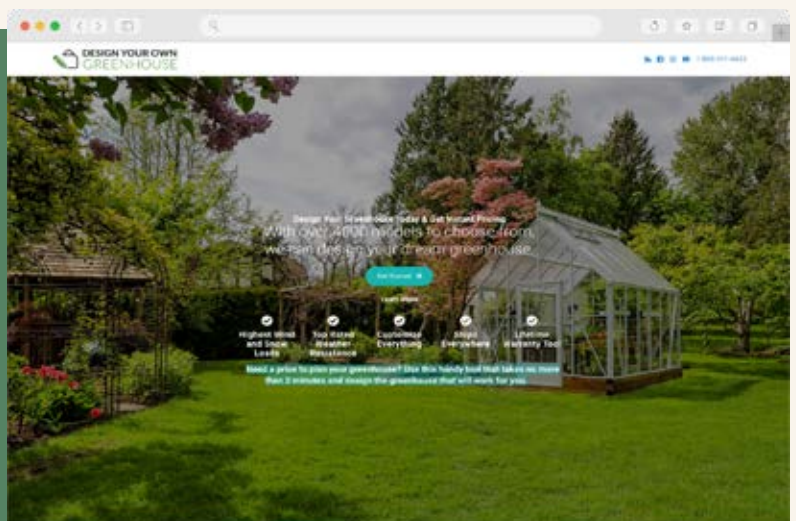 DESIGN YOUR OWN
GREENHOUSE
Design Your Greenhouse Today & Get Instant Pricing
With over 4000 models to choose from,
we can design your dream greenhouse.
Get Started
Learn More
Highest Wind
and Snow
Loads
Top Rated
Weather
Resistance
Customize
Everything
Ships
Everywhere
Lifetime
Warranty Too!
Need a price to plan your greenhouse? Use this handy tool that takes no more
than 3 minutes and design the greenhouse that will work for you.